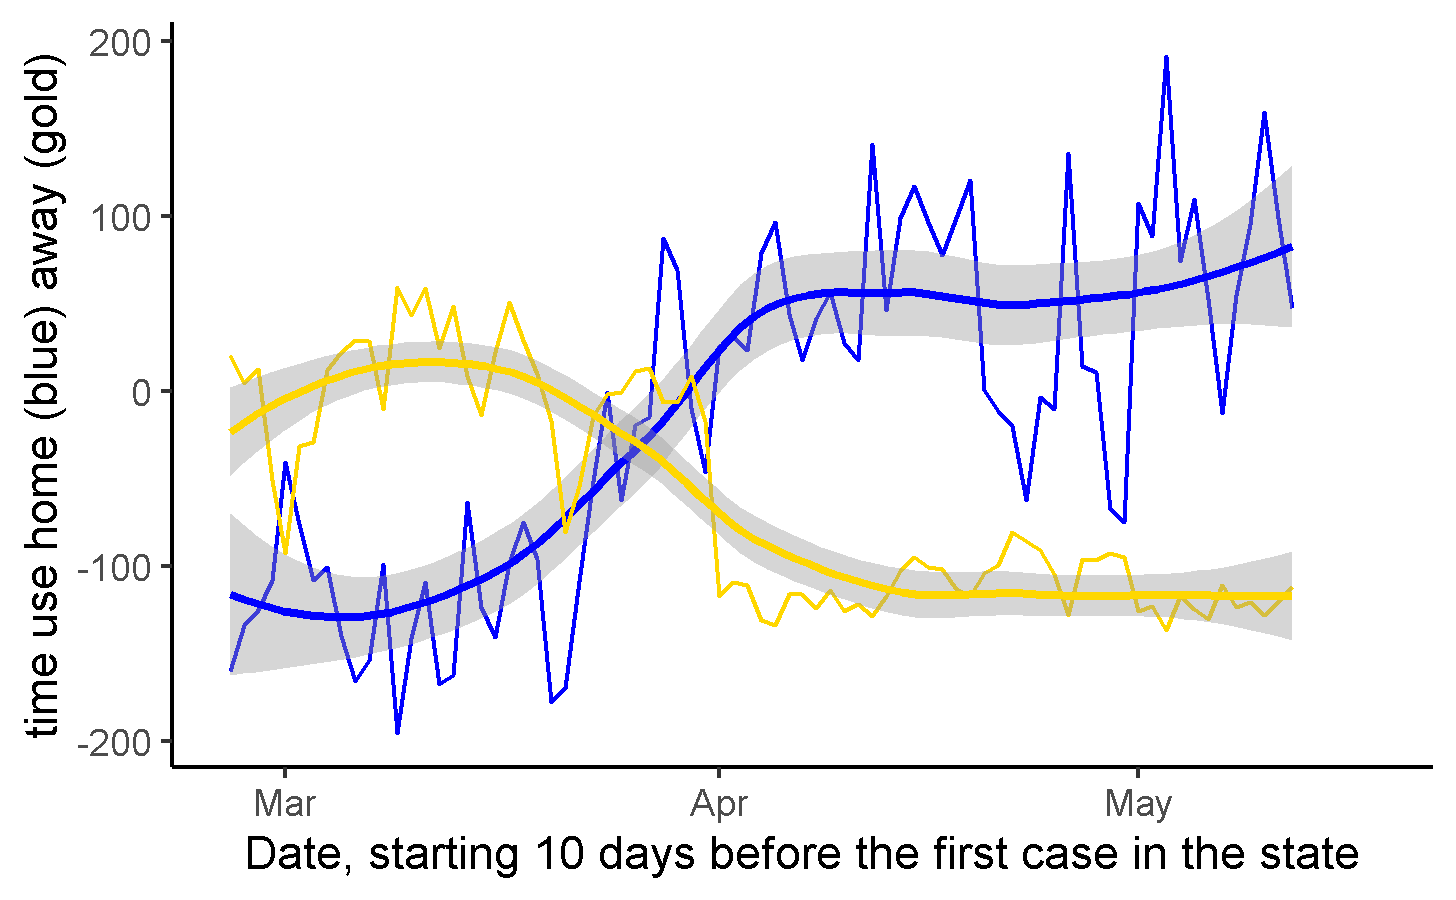 time use home (blue) away (gold)
200
100
0
-100
-200
Mar
Apr
May
Date, starting 10 days before the first case in the state